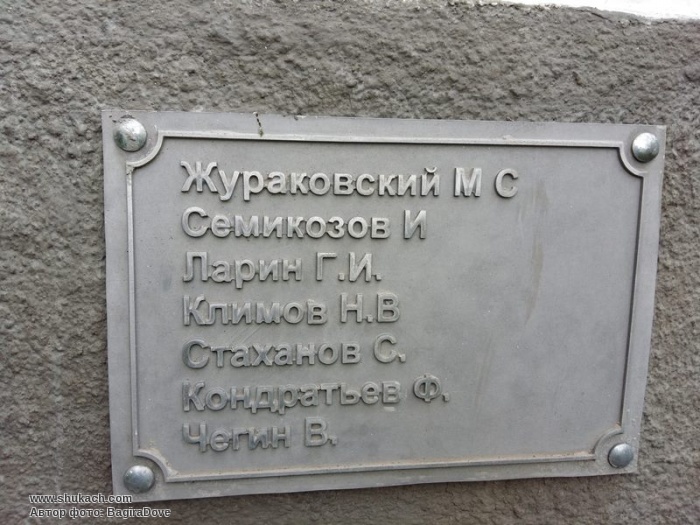 Жураковский М С
Семикозов И
Ларин Г.И.
Климов Н.В
Стаханов С.
Кондратьев Ф.
Чегин В.
www.shukach.com
Автор фото: BagiraDove